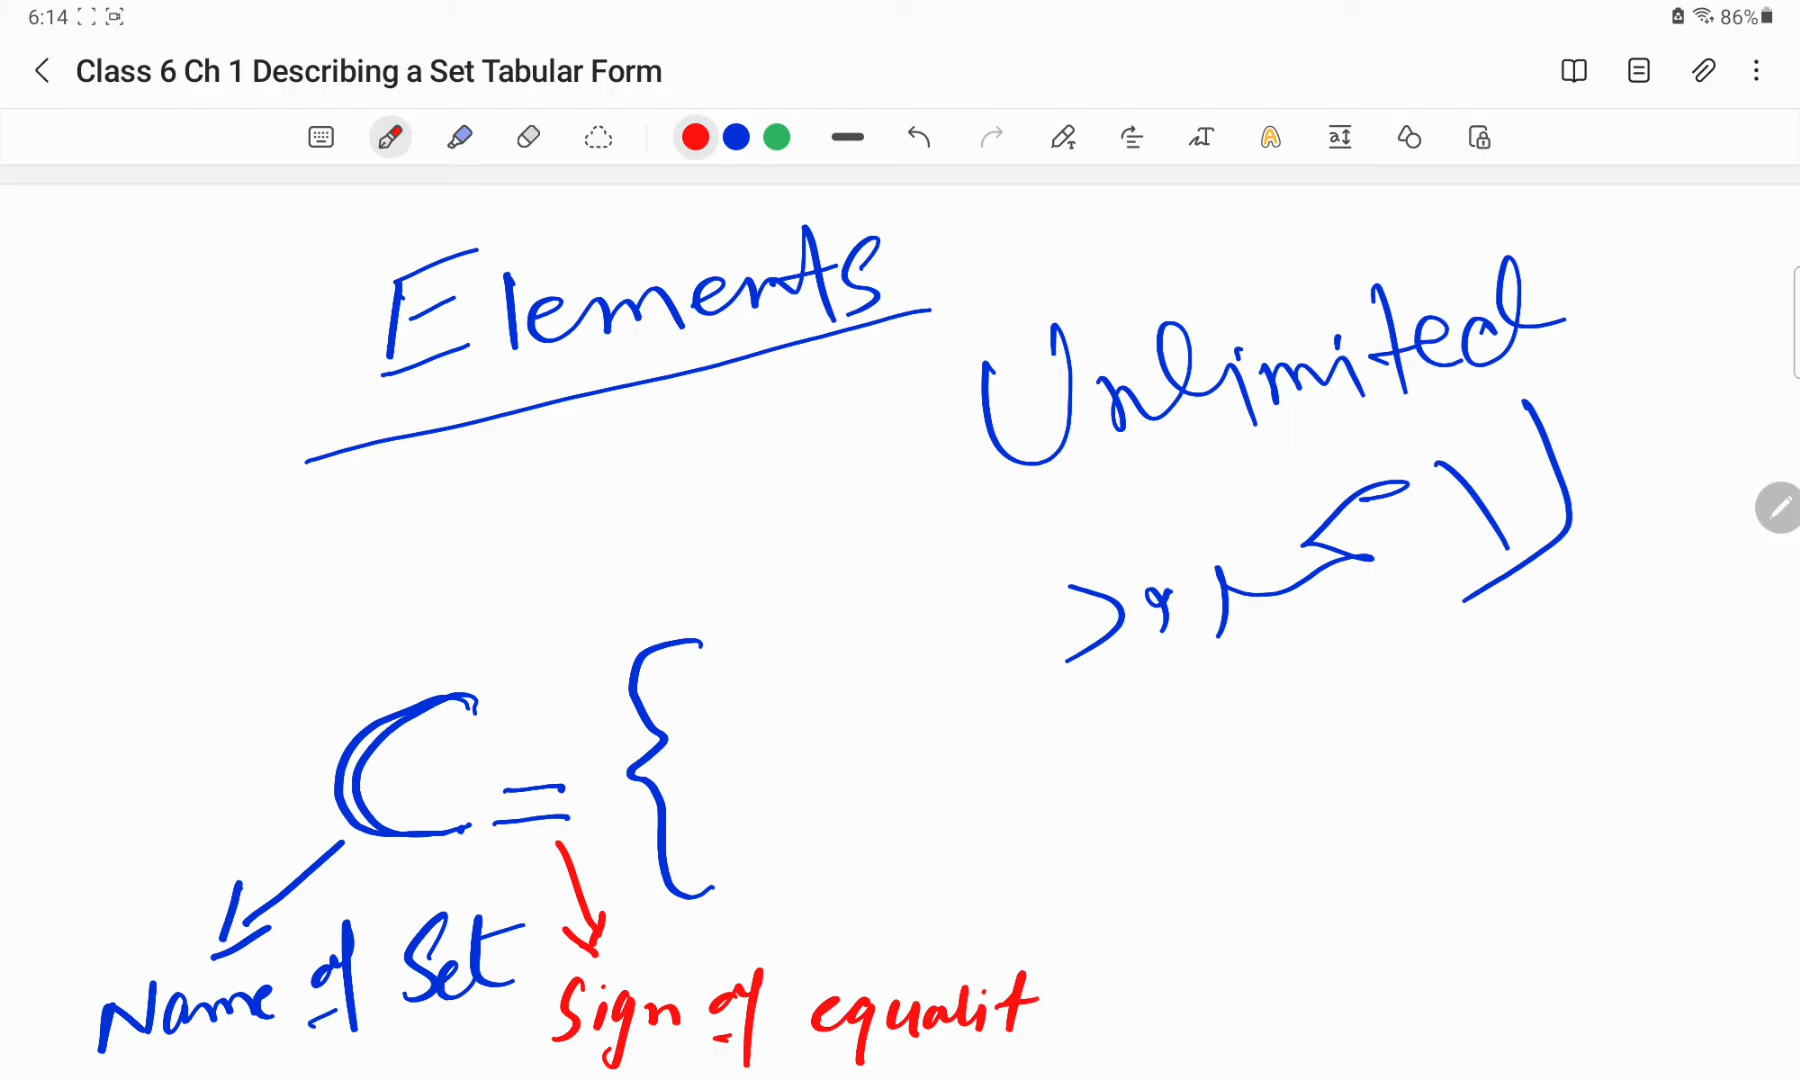 6:14 86%
Class 6 Ch 1 Describing a Set Tabular Form
Elements
Unlimited
C = {
Name of Set
Sign of equalit